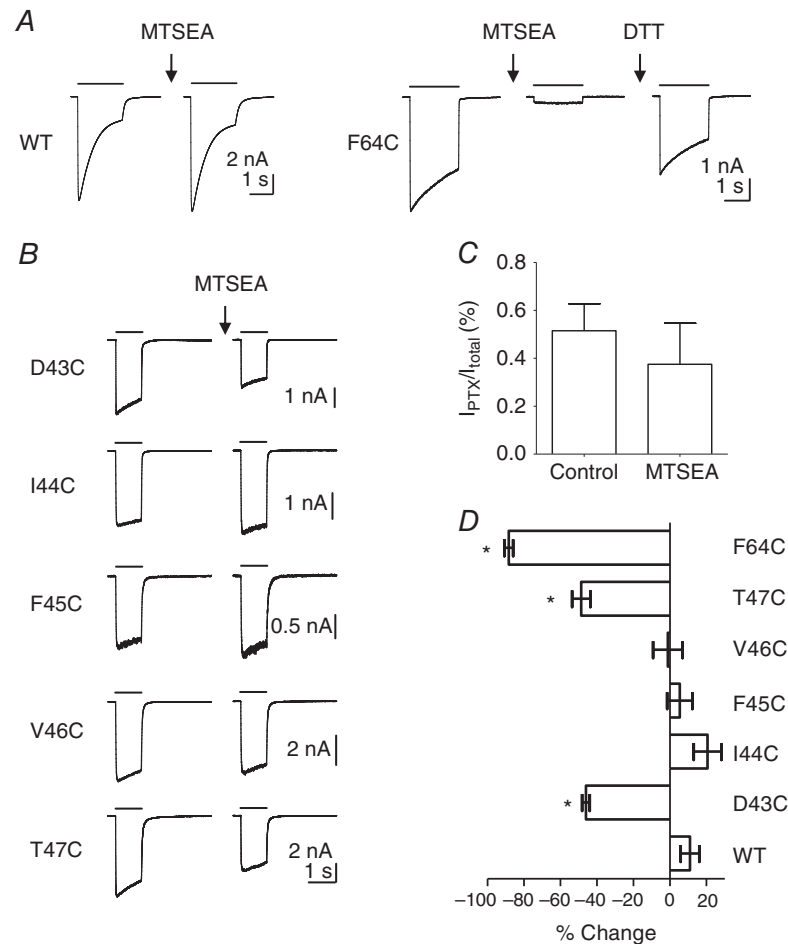 A
MTSEA
MTSEA
DTT
WT
2 nA
1 s
F64C
1 nA
1 s
B
MTSEA
D43C
1 nA
I44C
1 nA
F45C
0.5 nA
V46C
2 nA
T47C
2 nA
1 s
C
0.8
0.6
0.4
0.2
0.0
I_PTX/I_total (%)
Control
MTSEA
D
*
F64C
*
T47C
V46C
F45C
I44C
*
D43C
WT
–100 –80 –60 –40 –20 0 20
% Change